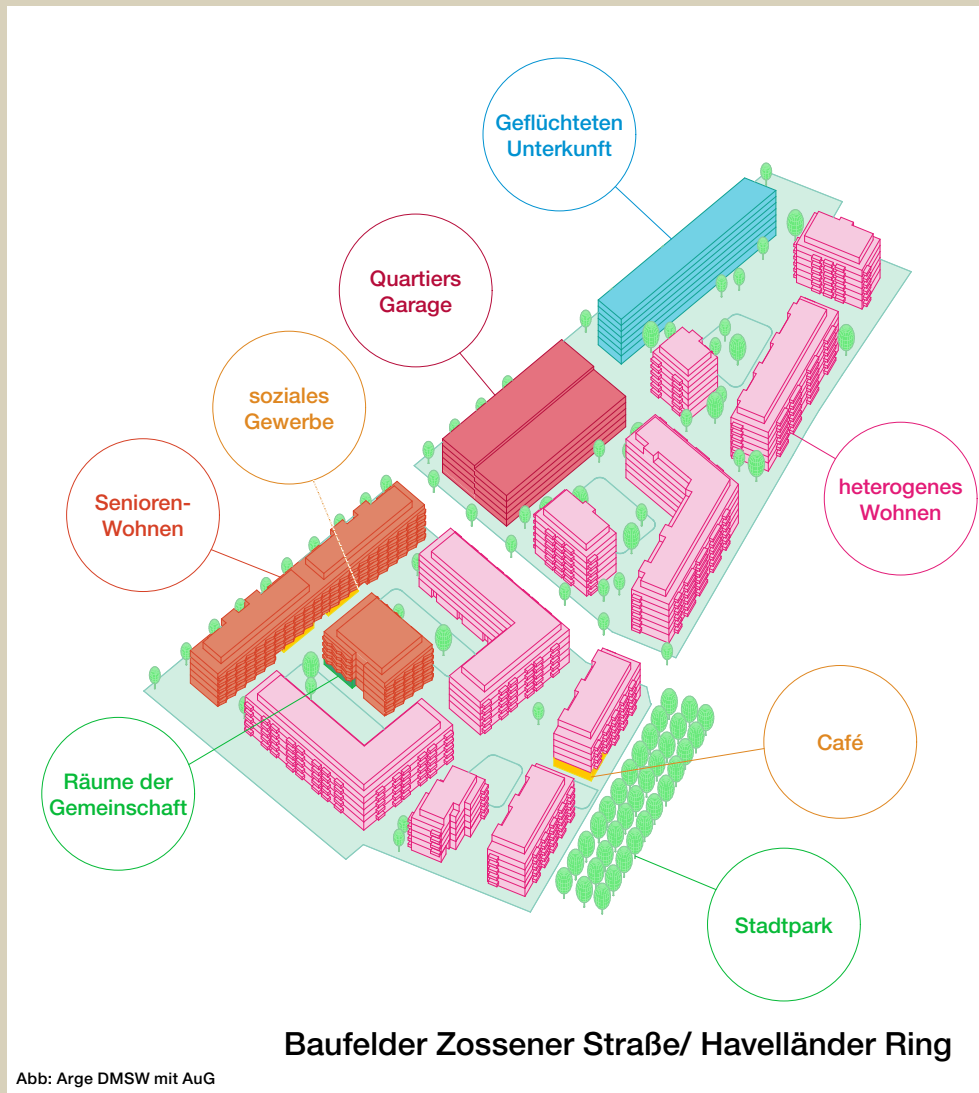 Geflüchteten
Unterkunft
Quartiers
Garage
soziales
Gewerbe
Senioren-
Wohnen
heterogenes
Wohnen
Café
Räume der
Gemeinschaft
Stadtpark
Baufelder Zossener Straße/ Havelländer Ring
Abb: Arge DMSW mit AuG